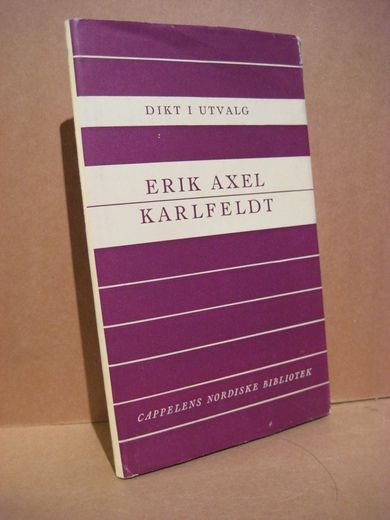 DIKT I UTVALG
ERIK AXEL
KARLFELDT
CAPPELENS NORDISKE BIBLIOTEK